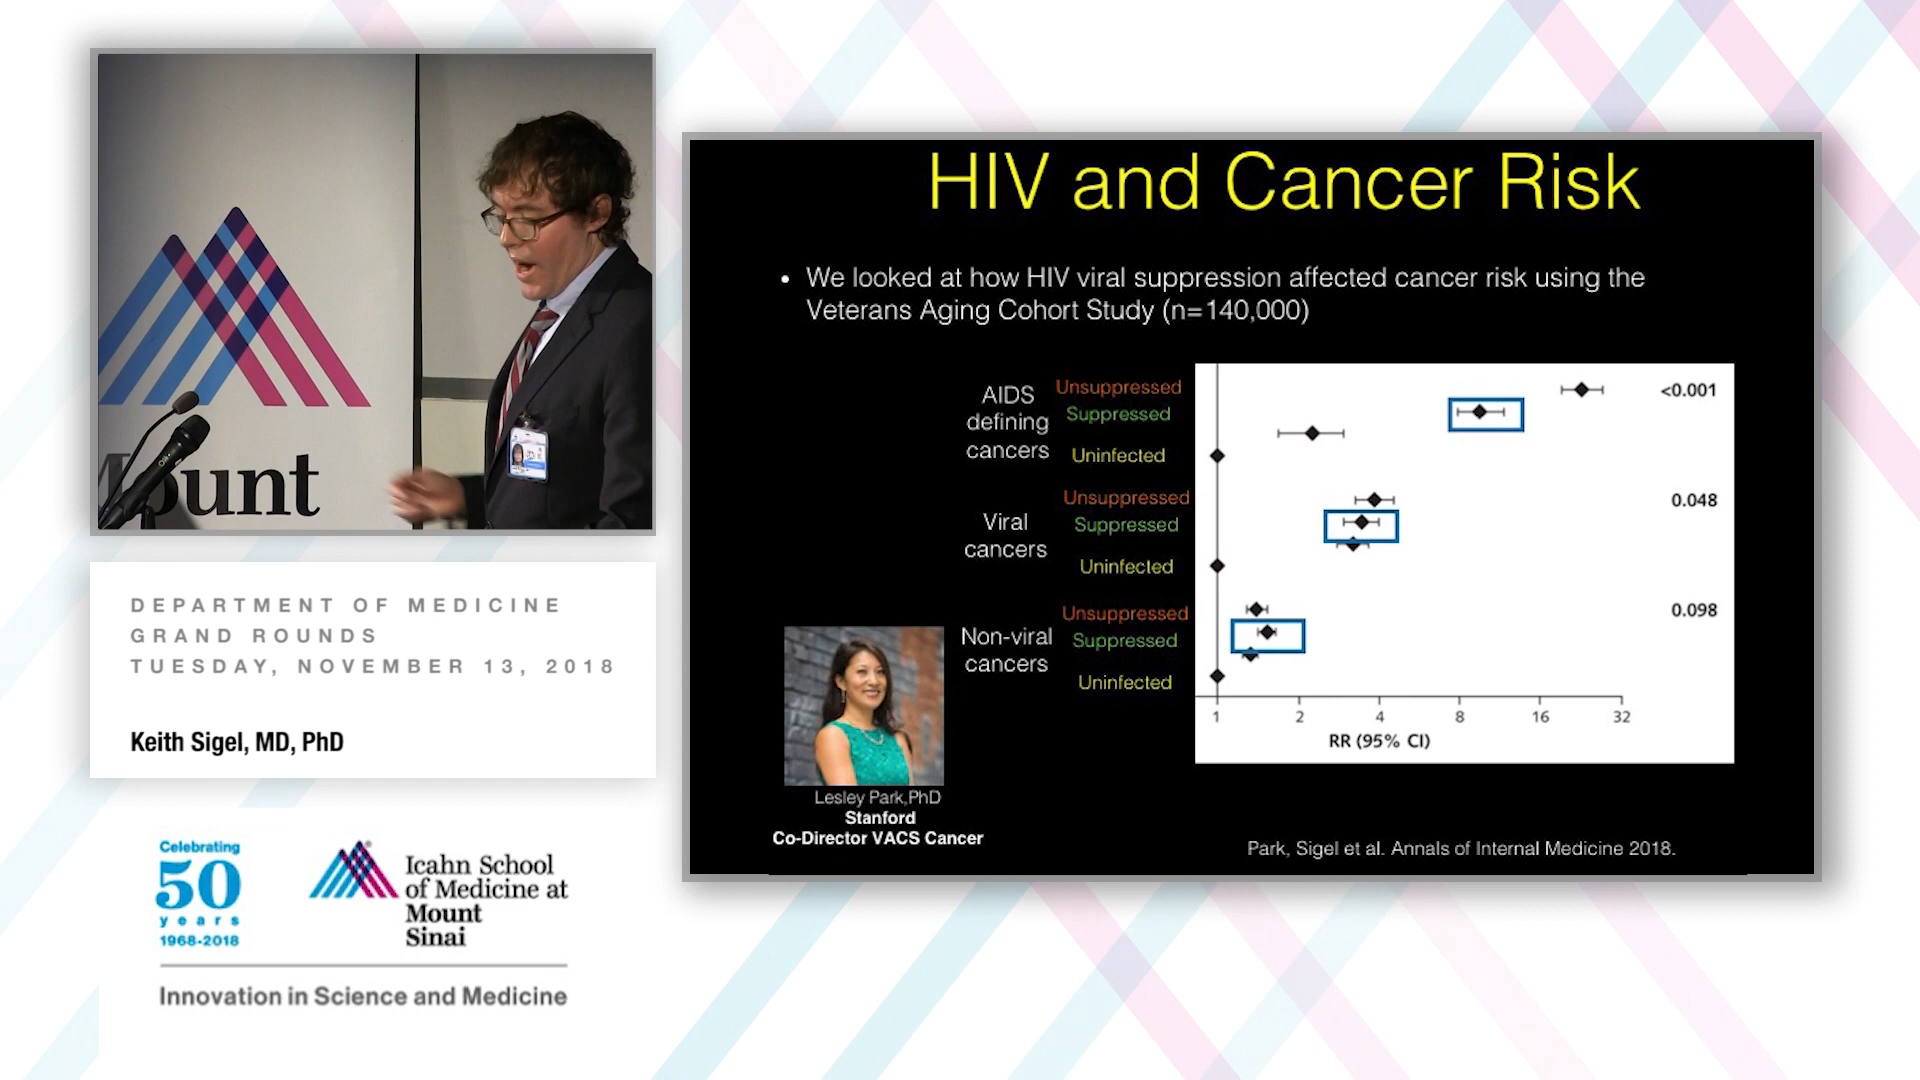 Mount
DEPARTMENT OF MEDICINE
GRAND ROUNDS
TUESDAY, NOVEMBER 13, 2018
Keith Sigel, MD, PhD
Celebrating
50
years
1968-2018
Icahn School
of Medicine at
Mount
Sinai
Innovation in Science and Medicine
HIV and Cancer Risk
• We looked at how HIV viral suppression affected cancer risk using the
Veterans Aging Cohort Study (n=140,000)
AIDS
defining
cancers
Unsuppressed
Suppressed
Uninfected
<0.001
Viral
cancers
Unsuppressed
Suppressed
Uninfected
0.048
Non-viral
cancers
Unsuppressed
Suppressed
Uninfected
0.098
1 2 4 8 16 32
RR (95% CI)
Lesley Park,PhD
Stanford
Co-Director VACS Cancer
Park, Sigel et al. Annals of Internal Medicine 2018.